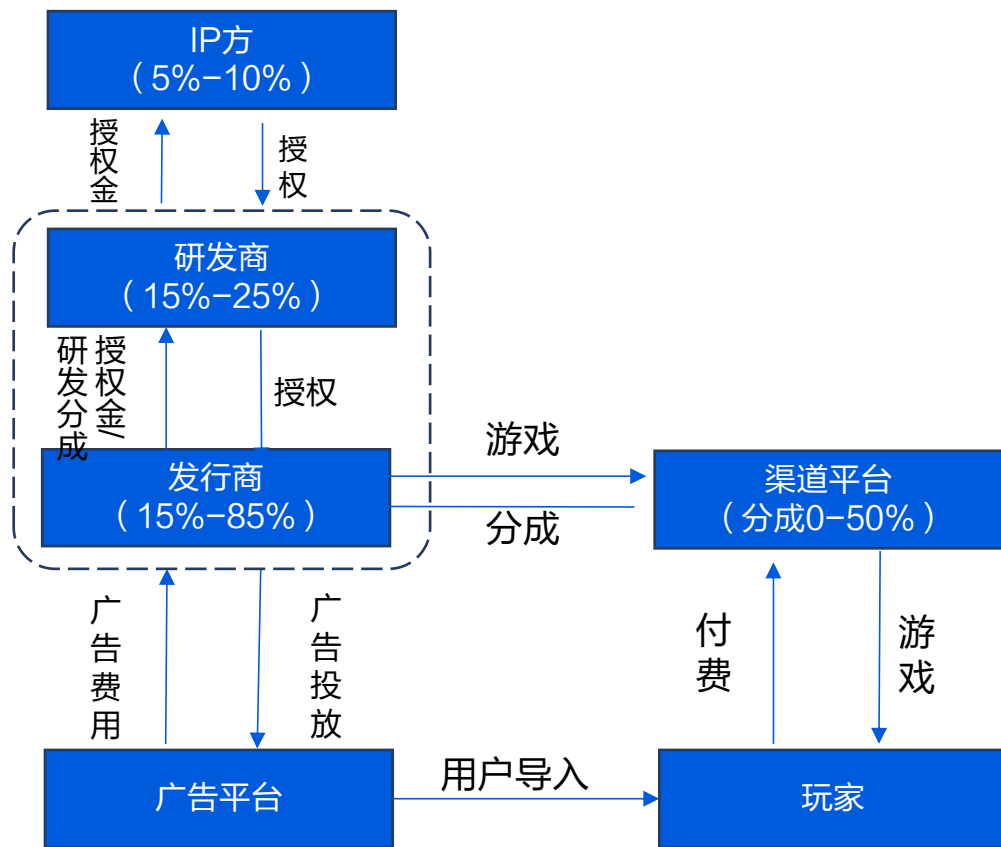 IP方
（5%-10%）
授权金
授权
研发商
（15%-25%）
授权金/
研发分成
授权
发行商
（15%-85%）
游戏
分成
渠道平台
（分成0-50%）
广告费用
广告投放
付费
游戏
广告平台
用户导入
玩家